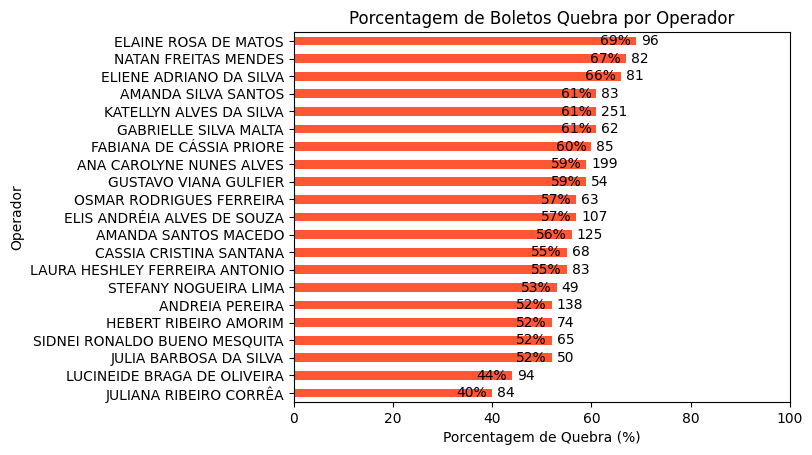 Porcentagem de Boletos Quebra por Operador
ELAINE ROSA DE MATOS 69% 96
NATAN FREITAS MENDES 67% 82
ELIENE ADRIANO DA SILVA 66% 81
AMANDA SILVA SANTOS 61% 83
KATELLYN ALVES DA SILVA 61% 251
GABRIELLE SILVA MALTA 61% 62
FABIANA DE CÁSSIA PRIORE 60% 85
ANA CAROLYNE NUNES ALVES 59% 199
GUSTAVO VIANA GULFIER 59% 54
OSMAR RODRIGUES FERREIRA 57% 63
ELIS ANDRÉIA ALVES DE SOUZA 57% 107
AMANDA SANTOS MACEDO 56% 125
CASSIA CRISTINA SANTANA 55% 68
LAURA HESHLEY FERREIRA ANTONIO 55% 83
STEFANY NOGUEIRA LIMA 53% 49
ANDREIA PEREIRA 52% 138
HEBERT RIBEIRO AMORIM 52% 74
SIDNEI RONALDO BUENO MESQUITA 52% 65
JULIA BARBOSA DA SILVA 52% 50
LUCINEIDE BRAGA DE OLIVEIRA 44% 94
JULIANA RIBEIRO CORRÊA 40% 84
Operador
0 20 40 60 80 100
Porcentagem de Quebra (%)